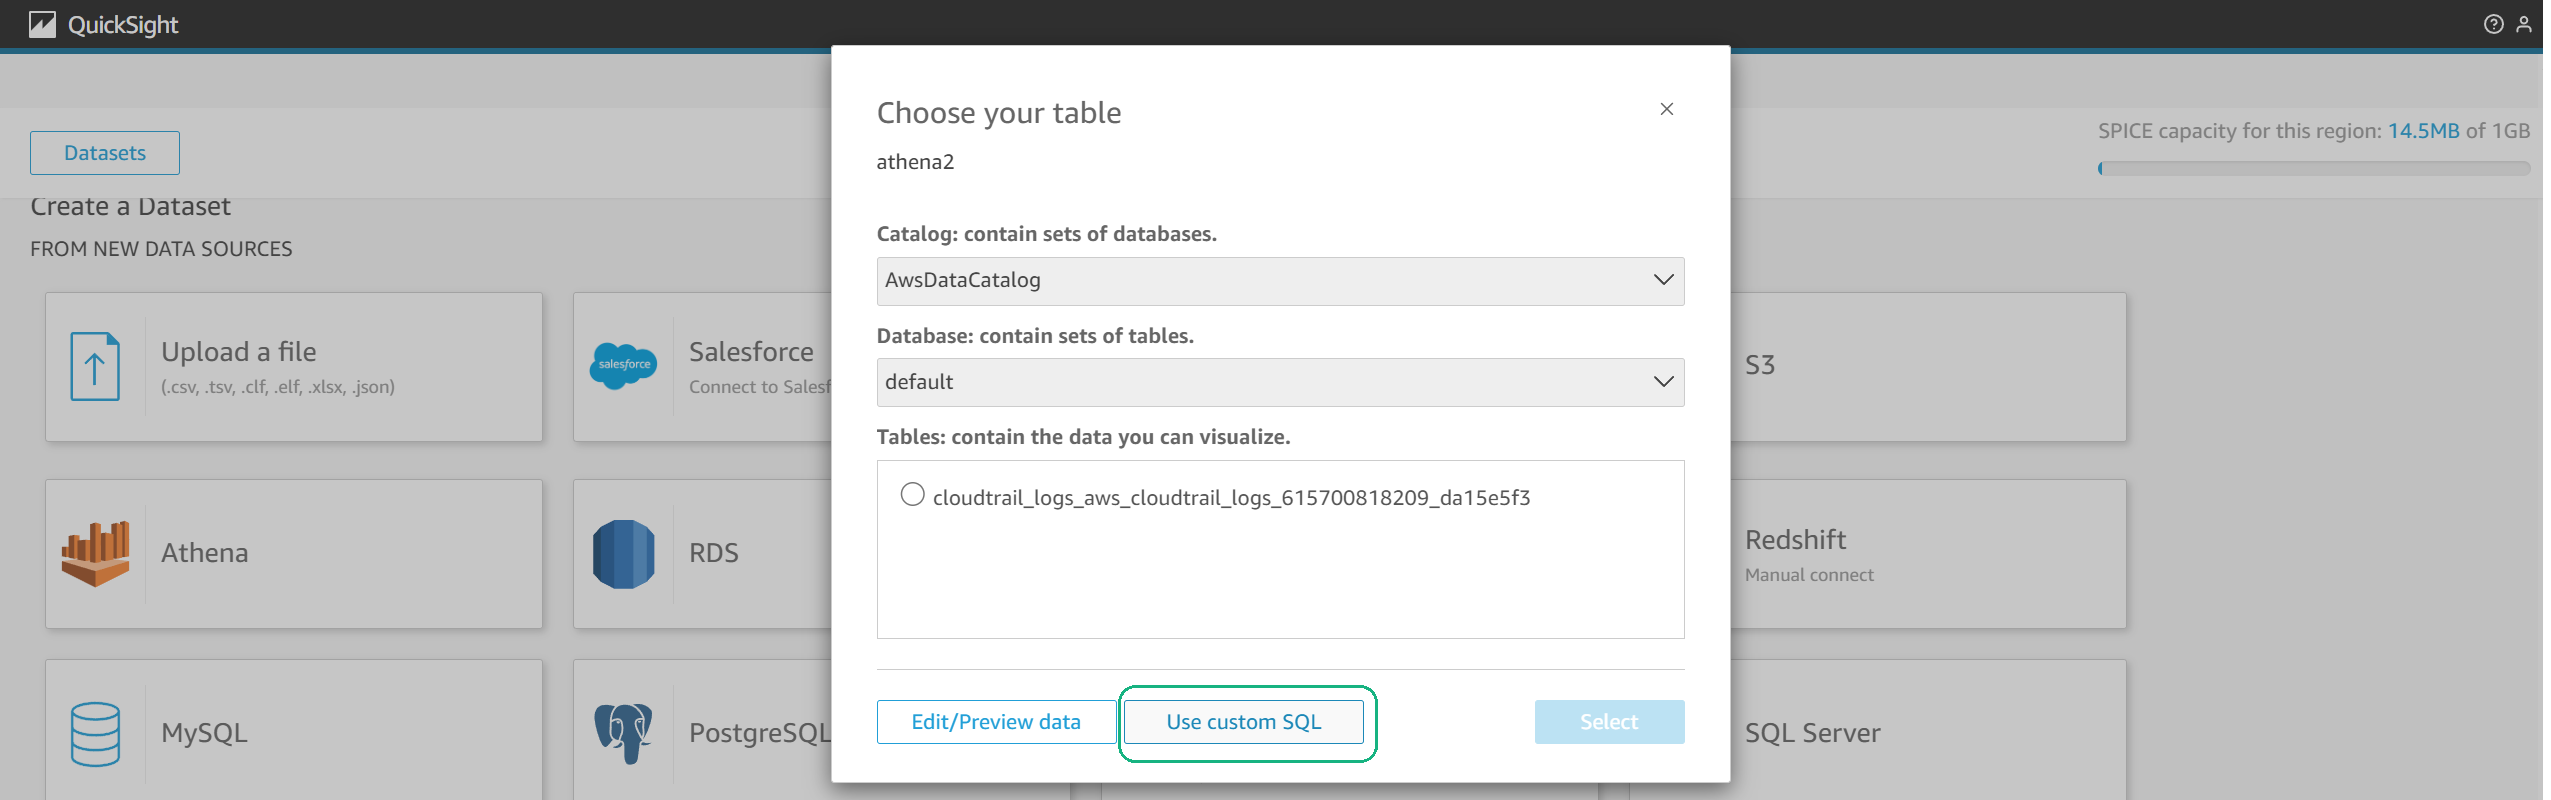 QuickSight
Choose your table
athena2
Datasets
SPICE capacity for this region: 14.5MB of 1GB
Create a Dataset
FROM NEW DATA SOURCES
Catalog: contain sets of databases.
AwsDataCatalog
Database: contain sets of tables.
default
Tables: contain the data you can visualize.
cloudtrail_logs_aws_cloudtrail_logs_615700818209_da15e5f3
Edit/Preview data
Use custom SQL
Select
Upload a file
(.csv, .tsv, .clf, .elf, .xlsx, .json)
salesforce
Salesforce
Connect to Salesf
S3
Athena
RDS
Redshift
Manual connect
MySQL
PostgreSQL
SQL Server